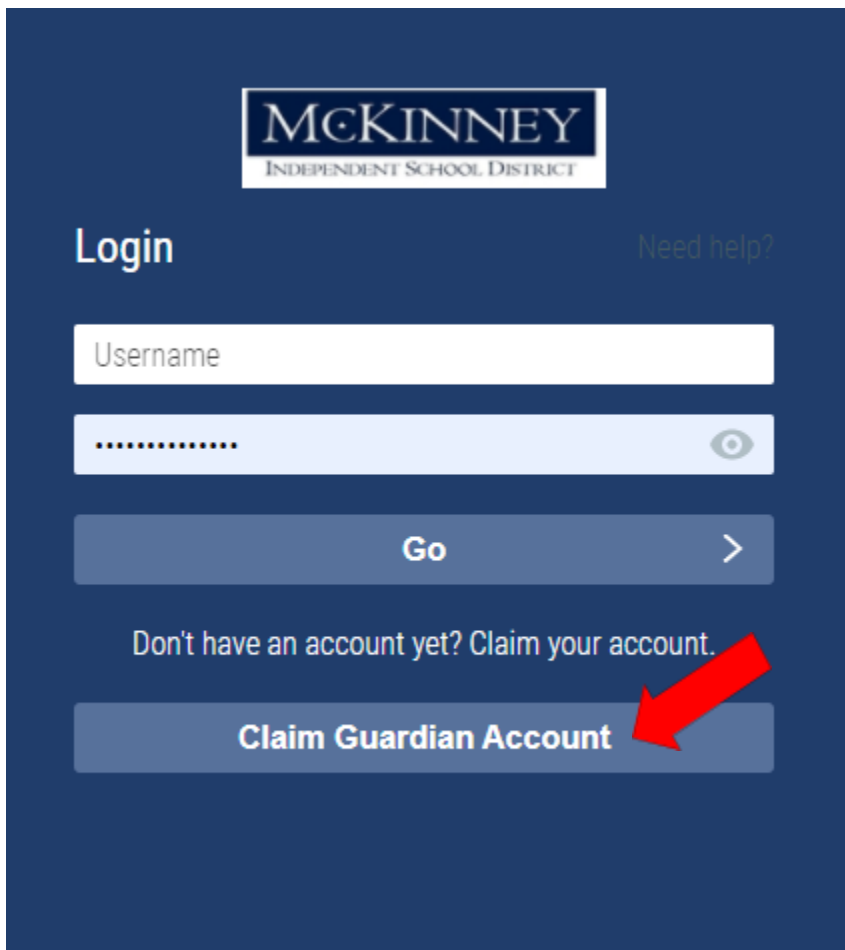 McKinney
Independent School District
Login
Need help?
Username
••••••••••••••
Go
Don't have an account yet? Claim your account.
Claim Guardian Account